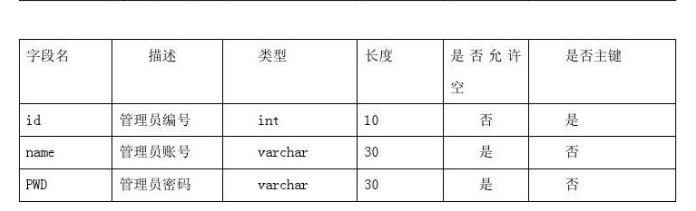 字段名 描述 类型 长度 是否允许空 是否主键
id 管理员编号 int 10 否 是
name 管理员账号 varchar 30 是 否
PWD 管理员密码 varchar 30 是 否